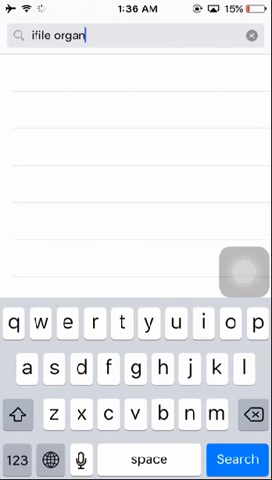 1:36 AM 15%
ifile organ
q w e r t y u i o p
a s d f g h j k l
z x c v b n m
123 space Search